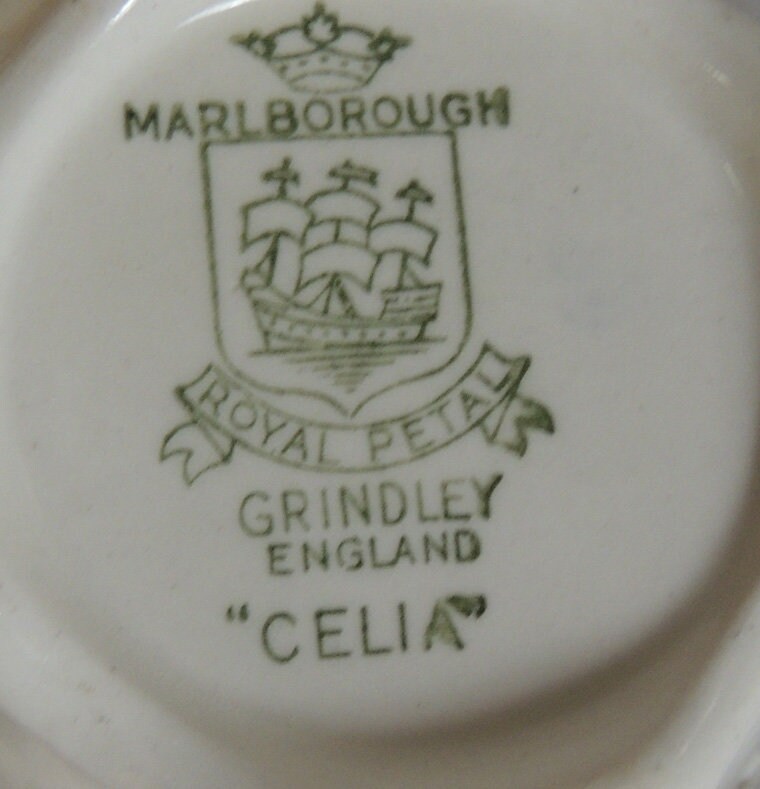 MARLBOROUGH
ROYAL PETAL
GRINDLEY
ENGLAND
“CELIA”